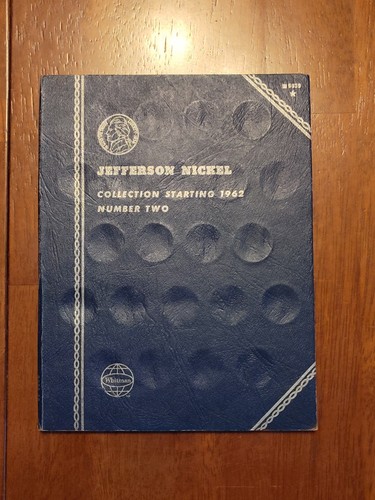 JEFFERSON NICKEL
COLLECTION STARTING 1962
NUMBER TWO
Whitman